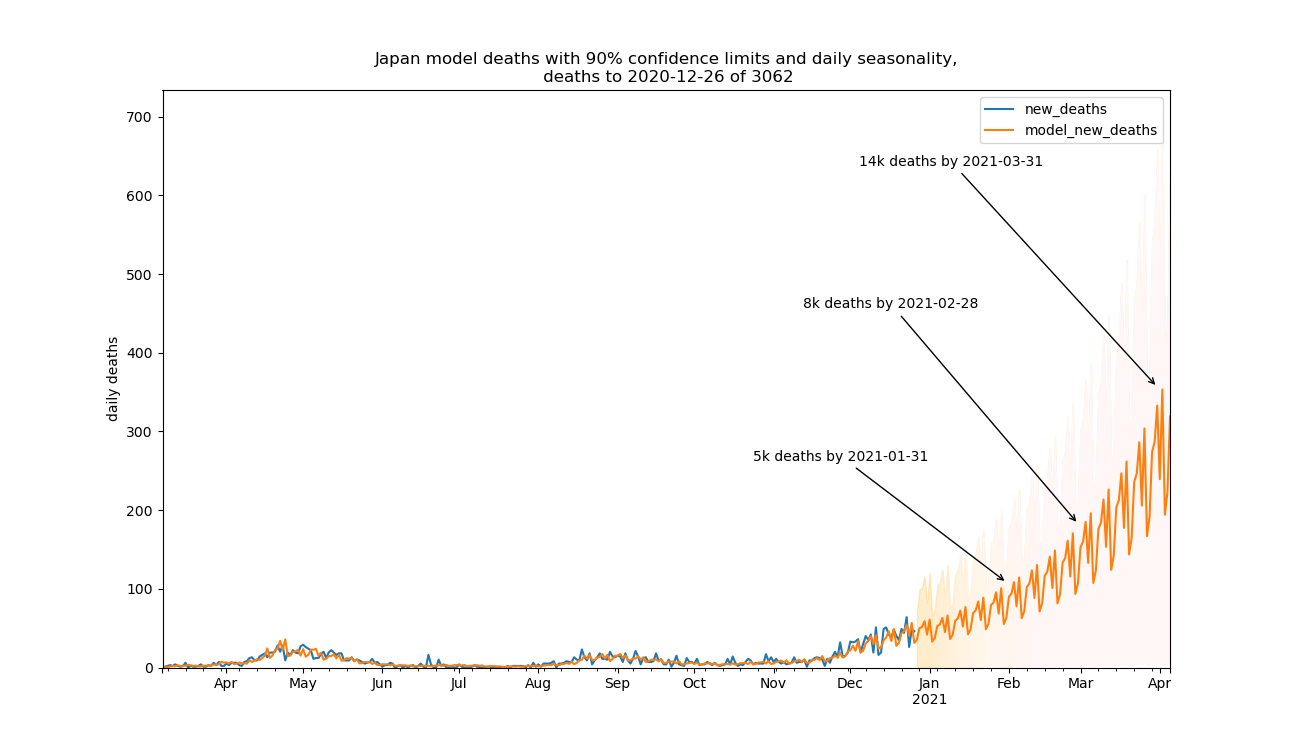 Japan model deaths with 90% confidence limits and daily seasonality,
deaths to 2020-12-26 of 3062
new_deaths
model_new_deaths
700
600
500
400
300
200
100
0
daily deaths
14k deaths by 2021-03-31
8k deaths by 2021-02-28
5k deaths by 2021-01-31
Apr May Jun Jul Aug Sep Oct Nov Dec Jan Feb Mar Apr
2021